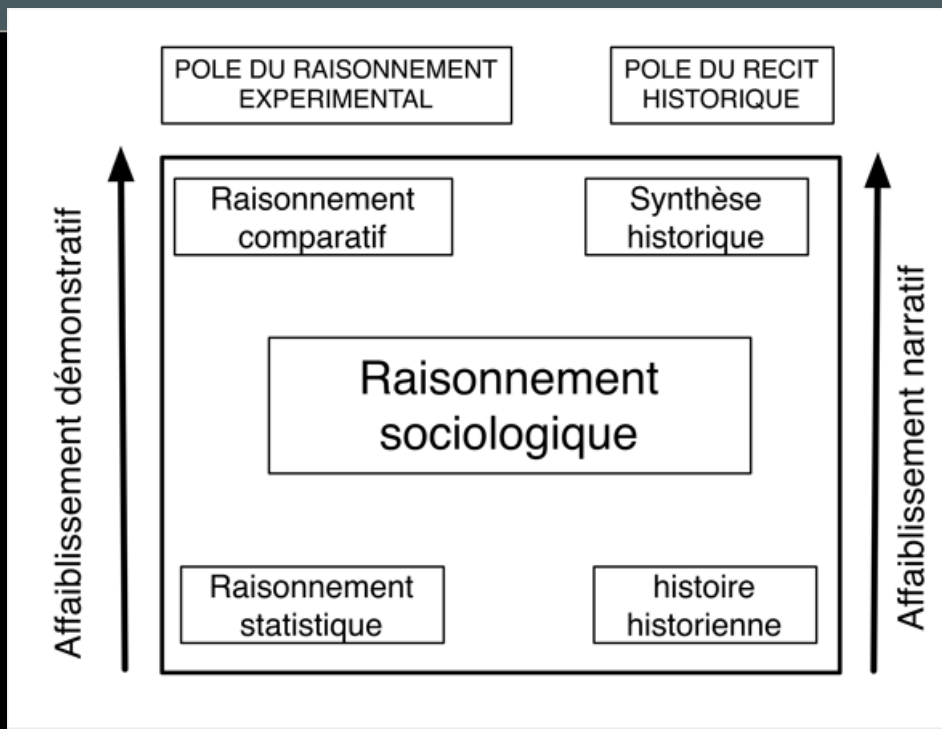 POLE DU RAISONNEMENT
EXPERIMENTAL
POLE DU RECIT
HISTORIQUE
Affaiblissement démonstratif
Raisonnement
comparatif
Synthèse
historique
Raisonnement
sociologique
Raisonnement
statistique
histoire
historienne
Affaiblissement narratif